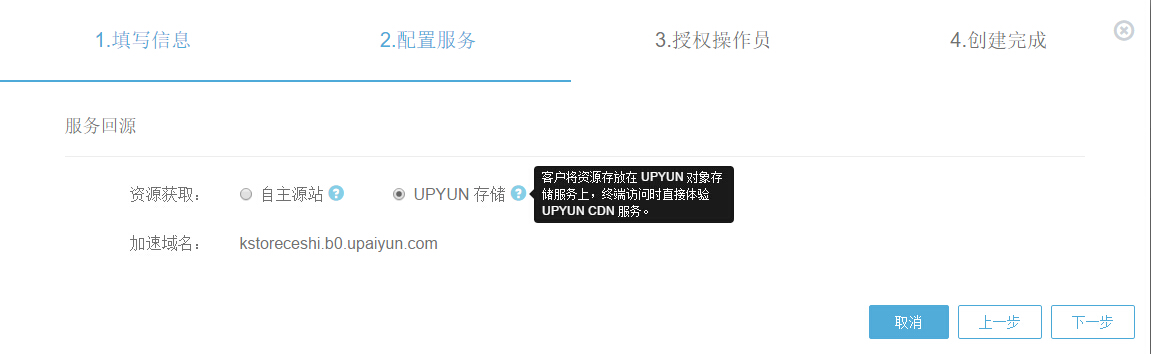 1.填写信息
2.配置服务
3.授权操作员
4.创建完成
服务回源
资源获取：
自主源站 ?
UPYUN 存储 ?
客户将资源存放在 UPYUN 对象存
储服务上，终端访问时直接体验
UPYUN CDN 服务。
加速域名：
kstoreceshi.b0.upaiyun.com
取消
上一步
下一步